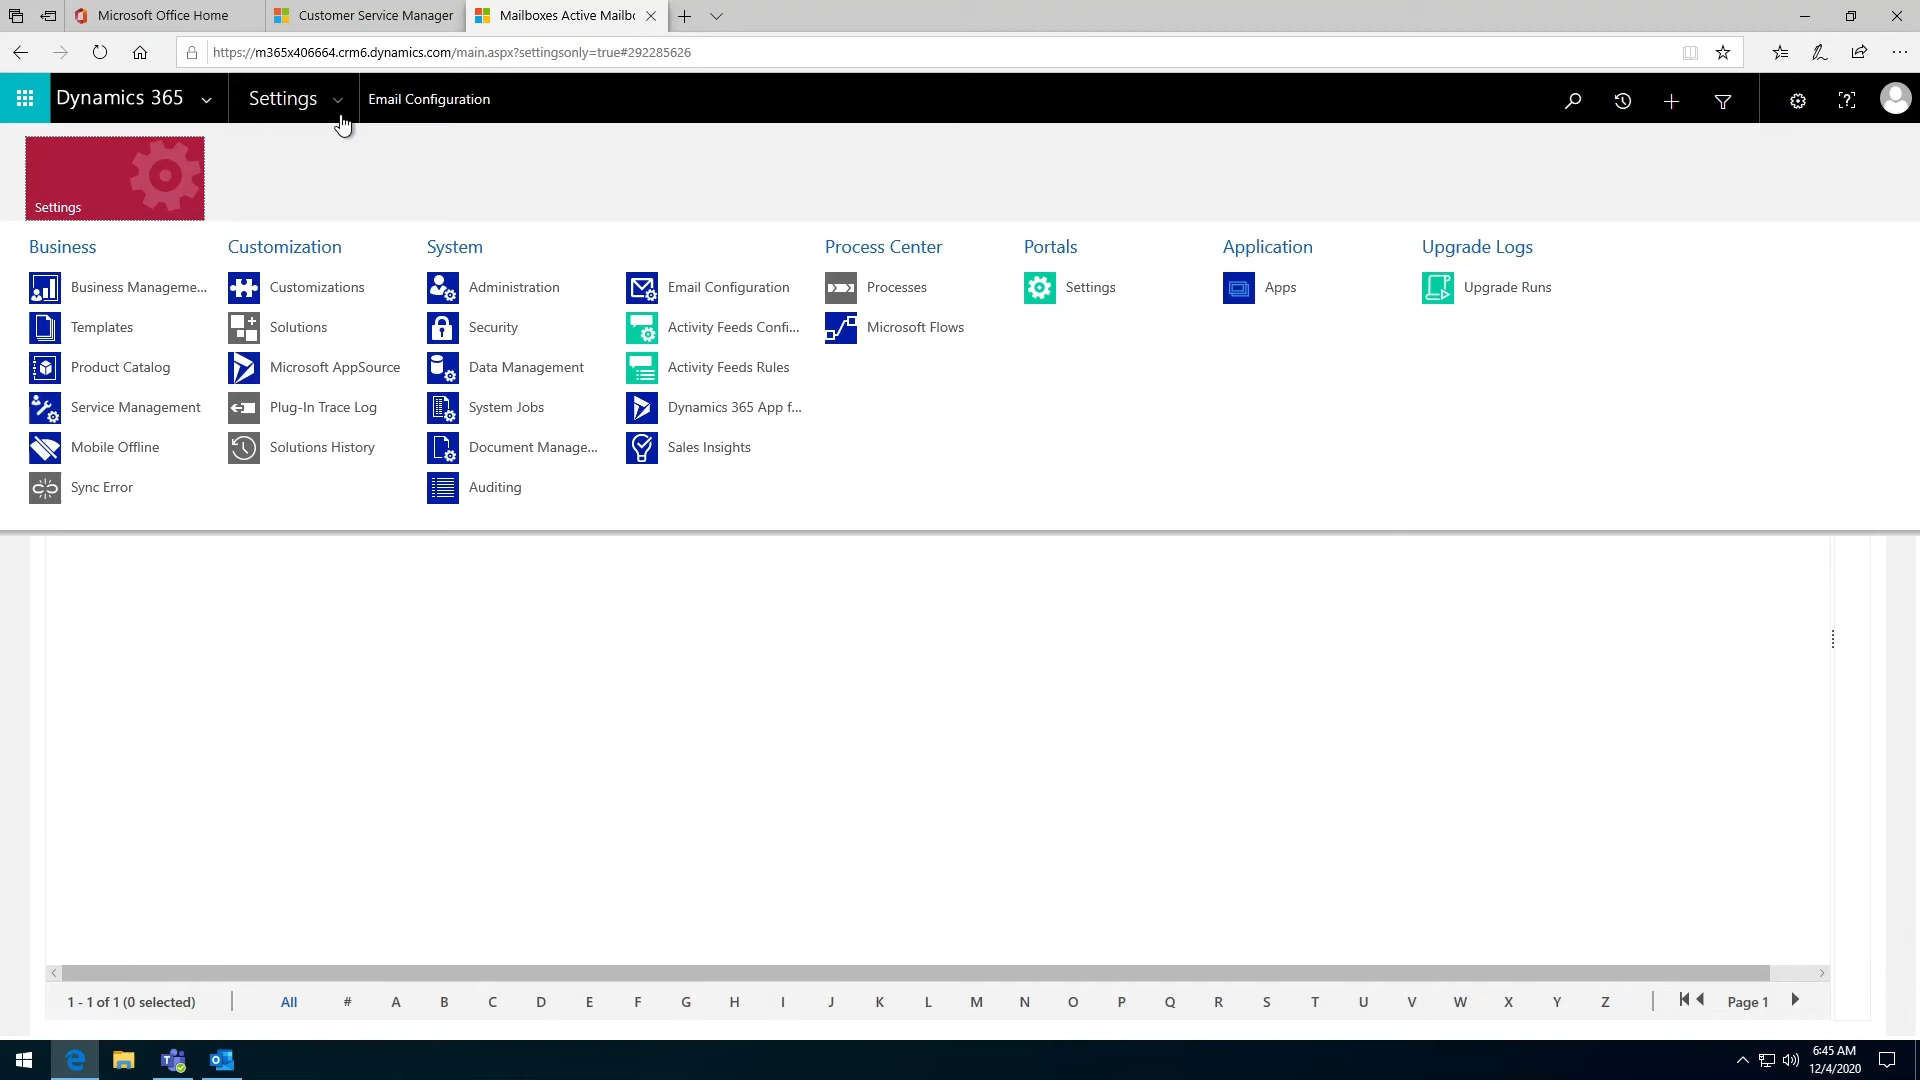 Microsoft Office Home
Customer Service Manager
Mailboxes Active Mailb
https://m365x406664.crm6.dynamics.com/main.aspx?settingsonly=true#292285626
Dynamics 365
Settings
Email Configuration
Settings
Business
Customization
System
Process Center
Portals
Application
Upgrade Logs
Business Manageme...
Customizations
Administration
Email Configuration
Processes
Settings
Apps
Upgrade Runs
Templates
Solutions
Security
Activity Feeds Confi...
Microsoft Flows
Product Catalog
Microsoft AppSource
Data Management
Activity Feeds Rules
Service Management
Plug-In Trace Log
System Jobs
Dynamics 365 App f...
Mobile Offline
Solutions History
Document Manage...
Sales Insights
Sync Error
Auditing
1 - 1 of 1 (0 selected)
All # A B C D E F G H I J K L M N O P Q R S T U V W X Y Z
Page 1
6:45 AM
12/4/2020